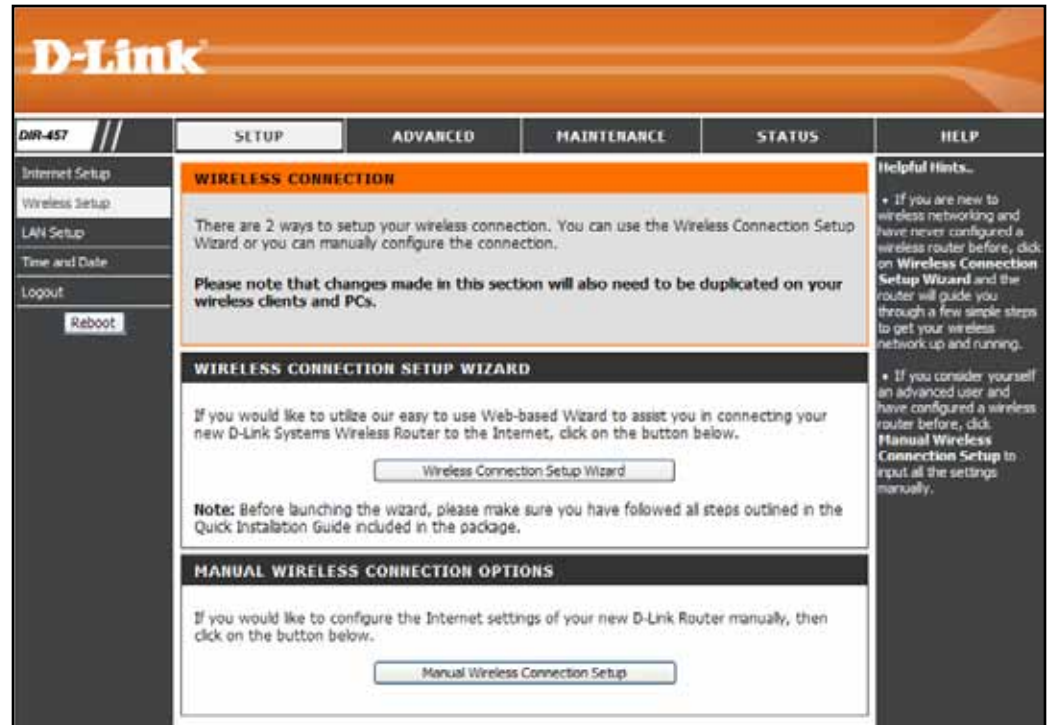 D-Link
DIR-457
SETUP
ADVANCED
MAINTENANCE
STATUS
HELP
Internet Setup
Wireless Setup
LAN Setup
Time and Date
Logout
Reboot
WIRELESS CONNECTION
There are 2 ways to setup your wireless connection. You can use the Wireless Connection Setup
Wizard or you can manually configure the connection.
Please note that changes made in this section will also need to be duplicated on your
wireless clients and PCs.
WIRELESS CONNECTION SETUP WIZARD
If you would like to utilize our easy to use Web-based Wizard to assist you in connecting your
new D-Link Systems Wireless Router to the Internet, click on the button below.
Wireless Connection Setup Wizard
Note: Before launching the wizard, please make sure you have followed all steps outlined in the
Quick Installation Guide included in the package.
MANUAL WIRELESS CONNECTION OPTIONS
If you would like to configure the Internet settings of your new D-Link Router manually, then
click on the button below.
Manual Wireless Connection Setup
Helpful Hints..
• If you are new to
wireless networking and
have never configured a
wireless router before, click
on Wireless Connection
Setup Wizard and the
router will guide you
through a few simple steps
to get your wireless
network up and running.
• If you consider yourself
an advanced user and
have configured a wireless
router before, click
Manual Wireless
Connection Setup to
input all the settings
manually.